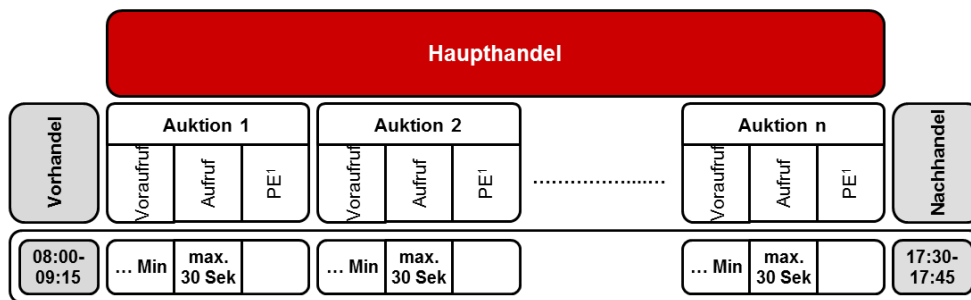 Haupthandel
Vorhandel
Auktion 1
Auktion 2
Auktion n
Nachhandel
Voraufruf
Aufruf
PE¹
Voraufruf
Aufruf
PE¹
........................
Voraufruf
Aufruf
PE¹
08:00-
09:15
... Min
max.
30 Sek
... Min
max.
30 Sek
... Min
max.
30 Sek
17:30-
17:45